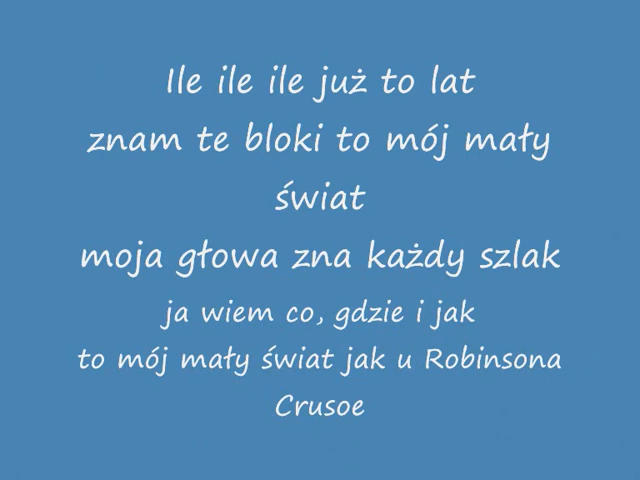 Ile ile ile już to lat
znam te bloki to mój mały
świat
moja głowa zna każdy szlak
ja wiem co, gdzie i jak
to mój mały świat jak u Robinsona
Crusoe